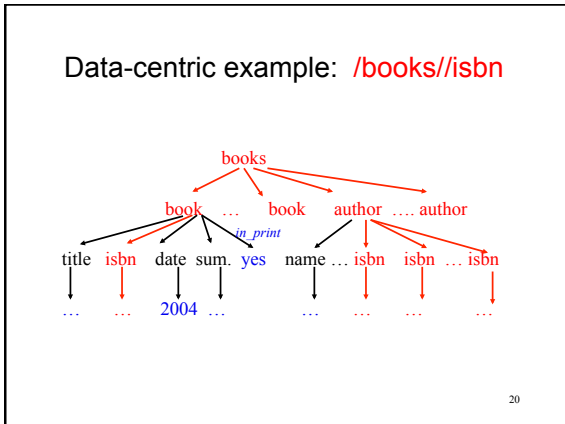 Data-centric example: /books//isbn
books
book … book author …. author
in_print
title isbn date sum. yes name … isbn isbn … isbn
… … 2004 … … … … …
20